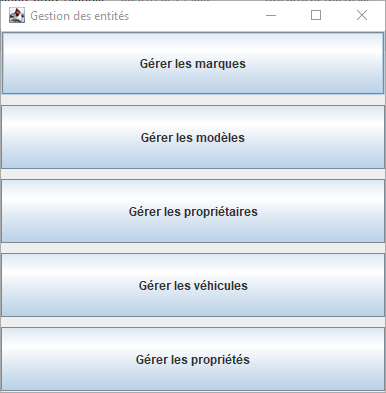 Gestion des entités
Gérer les marques
Gérer les modèles
Gérer les propriétaires
Gérer les véhicules
Gérer les propriétés